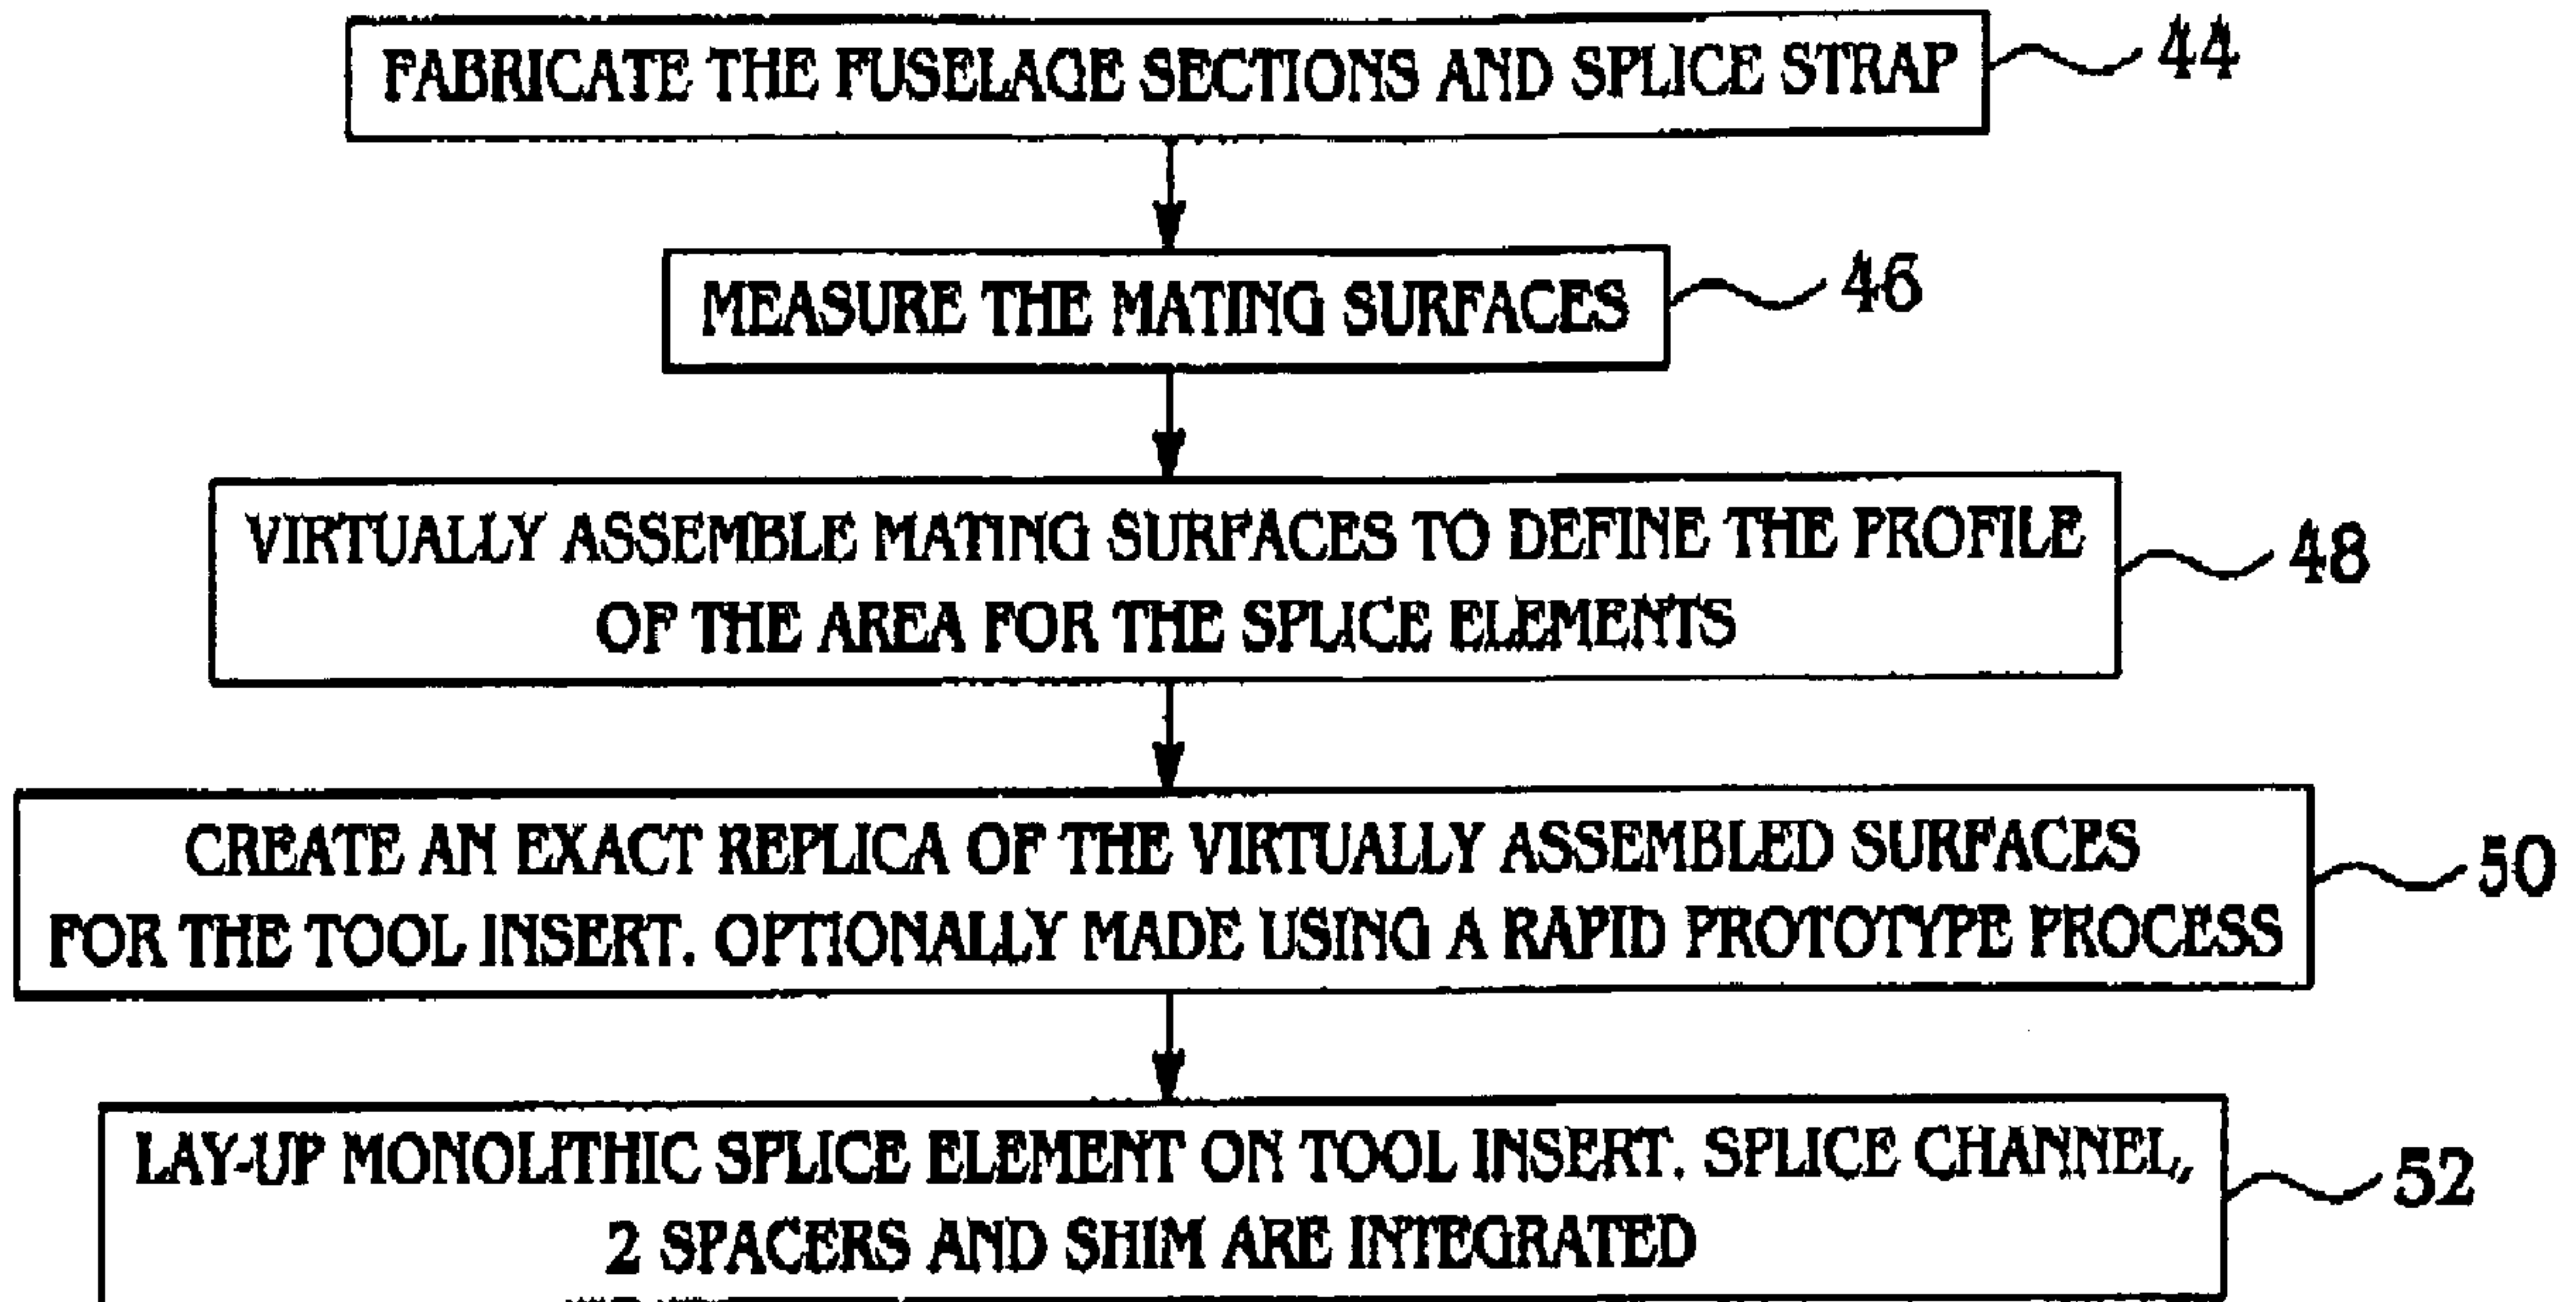 FABRICATE THE FUSELAGE SECTIONS AND SPLICE STRAP 44
MEASURE THE MATING SURFACES 46
VIRTUALLY ASSEMBLE MATING SURFACES TO DEFINE THE PROFILE
OF THE AREA FOR THE SPLICE ELEMENTS
48
CREATE AN EXACT REPLICA OF THE VIRTUALLY ASSEMBLED SURFACES
FOR THE TOOL INSERT. OPTIONALLY MADE USING A RAPID PROTOTYPE PROCESS
50
LAY-UP MONOLITHIC SPLICE ELEMENT ON TOOL INSERT. SPLICE CHANNEL,
2 SPACERS AND SHIM ARE INTEGRATED
52